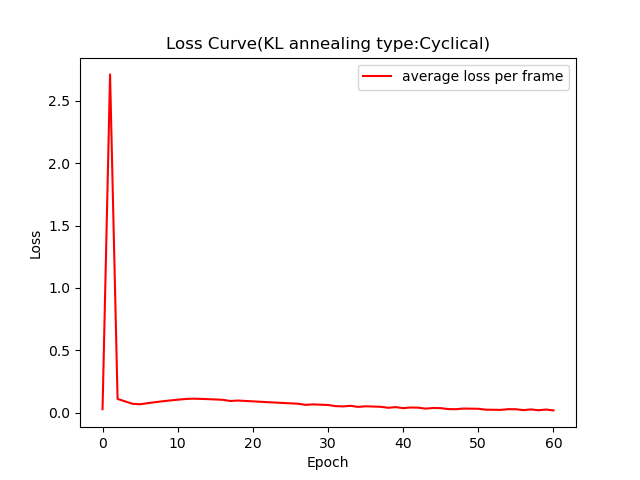 Loss Curve(KL annealing type:Cyclical)
average loss per frame
2.5
2.0
1.5
1.0
0.5
0.0
Loss
0 10 20 30 40 50 60
Epoch